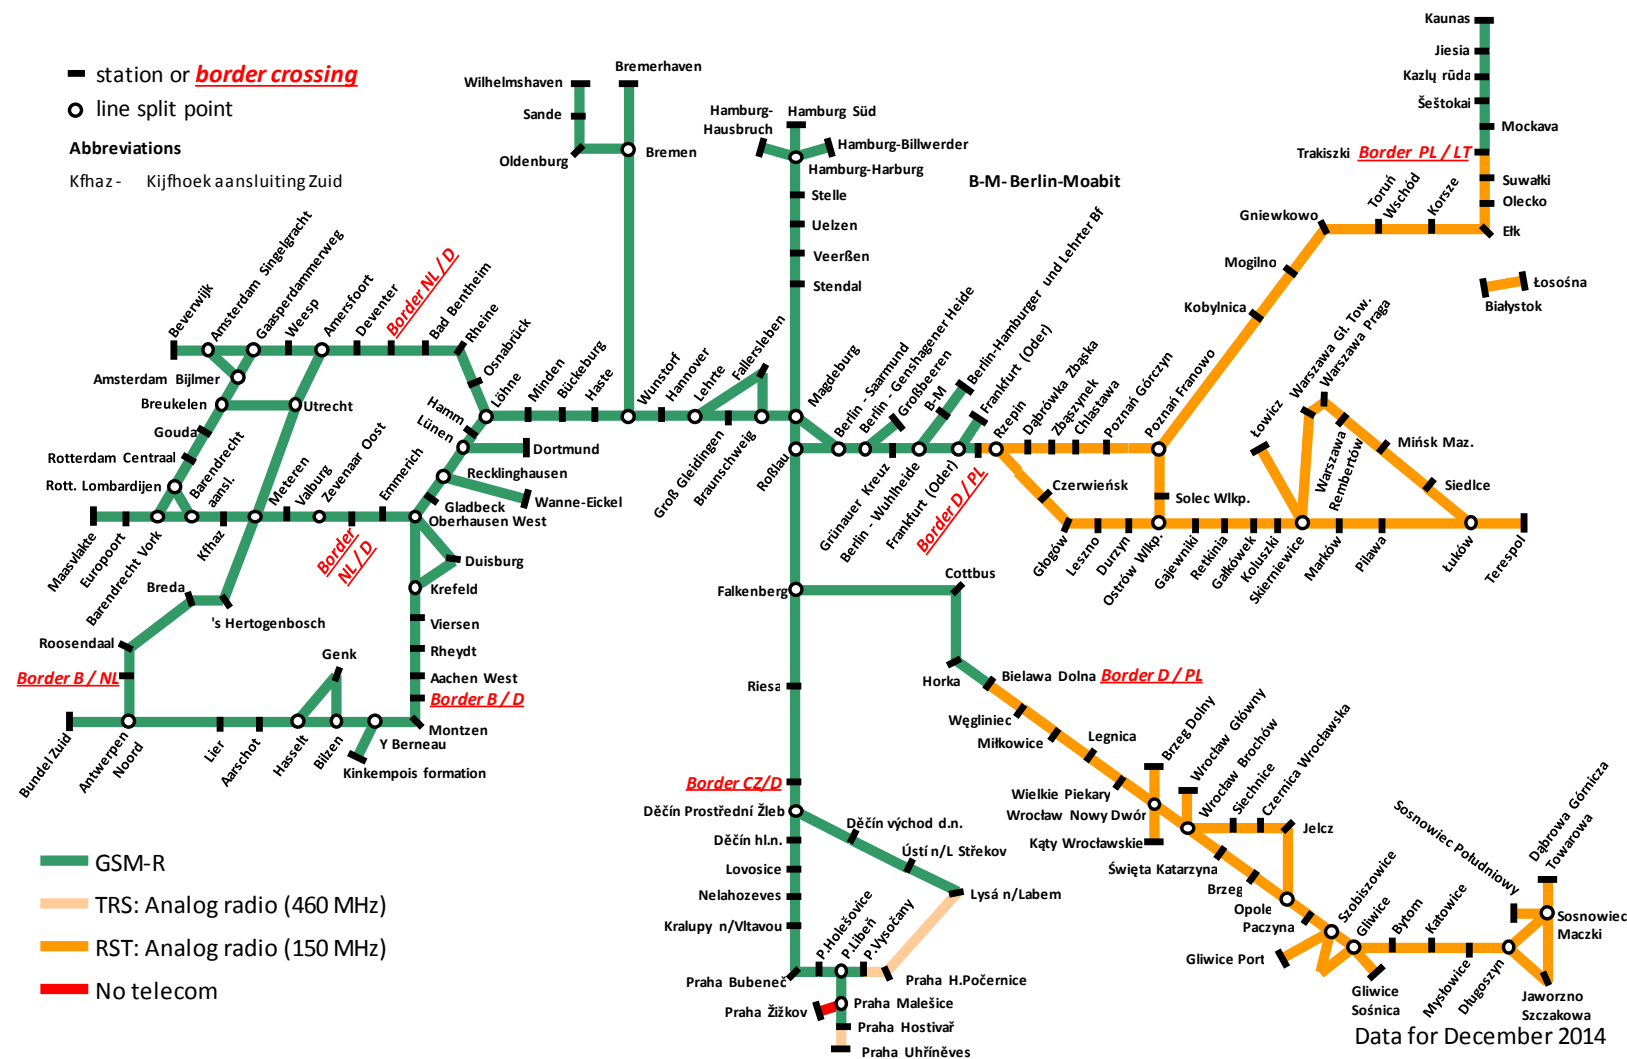 station or border crossing
line split point
Abbreviations
Kfhaz - Kijfhoek aansluiting Zuid
Wilhelmshaven
Sande
Oldenburg
Bremerhaven
Bremen
Hamburg-
Hausbruch
Hamburg Süd
Hamburg-Billwerder
Hamburg-Harburg
Stelle
Uelzen
Veerßen
Stendal
B-M- Berlin-Moabit
Kaunas
Jiesia
Kazlų rūda
Šeštokai
Mockava
Trakiszki Border PL / LT
Suwałki
Olecko
Ełk
Korsze
Toruń
Wschód
Gniewkowo
Mogilno
Kobylnica
Łosośna
Białystok
Beverwijk
Amsterdam Singelgracht
Gaasperdammerweg
Weesp
Amersfoort
Deventer
Border NL / D
Bad Bentheim
Rheine
Osnabrück
Löhne
Minden
Bückeburg
Haste
Wunstorf
Hannover
Lehrte
Fallersleben
Groß Gleidingen
Braunschweig
Magdeburg
Roßlau
Berlin - Saarmund
Berlin - Genshagener Heide
Großbeeren
B-M
Berlin-Hamburger und Lehrter Bf
Frankfurt (Oder)
Grünauer Kreuz
Berlin - Wuhlheide
Frankfurt (Oder)
Border D / PL
Rzepin
Dąbrówka Zbąska
Zbąszynek
Chlastawa
Poznań Górczyn
Poznań Franowo
Czerwieńsk
Solec Wlkp.
Głogów
Leszno
Durzyn
Ostrów Wlkp.
Gajewniki
Retkinia
Gałkówek
Koluszki
Skierniewice
Marków
Pilawa
Łuków
Terespol
Łowicz
Warszawa Gł. Tow.
Warszawa Praga
Warszawa
Rembertów
Mińsk Maz.
Siedlce
Amsterdam Bijlmer
Breukelen
Utrecht
Gouda
Rotterdam Centraal
Rott. Lombardijen
Barendrecht
aansl.
Meteren
Valburg
Zevenaar Oost
Emmerich
Hamm
Lünen
Dortmund
Recklinghausen
Wanne-Eickel
Gladbeck
Oberhausen West
Maasvlakte
Europoort
Barendrecht Vork
Kfhaz
Border
NL / D
Duisburg
Krefeld
Viersen
Rheydt
Aachen West
Border B / D
Montzen
Breda
's Hertogenbosch
Roosendaal
Border B / NL
Genk
Bundel Zuid
Antwerpen
Noord
Lier
Aarschot
Hasselt
Bilzen
Y Berneau
Kinkempois formation
Falkenberg
Cottbus
Riesa
Horka
Bielawa Dolna Border D / PL
Węgliniec
Miłkowice
Legnica
Wielkie Piekary
Wrocław Nowy Dwór
Kąty Wrocławskie
Brzeg Dolny
Wrocław Główny
Wrocław Brochów
Siechnice
Czernica Wrocławska
Jelcz
Święta Katarzyna
Brzeg
Opole
Paczyna
Szobiszowice
Gliwice
Bytom
Katowice
Gliwice Port
Gliwice
Sośnica
Mysłowice
Długoszyn
Sosnowiec Południowy
Dąbrowa Górnicza
Towarowa
Sosnowiec
Maczki
Jaworzno
Szczakowa
Border CZ/D
Děčín Prostřední Žleb
Děčín hl.n.
Lovosice
Nelahozeves
Kralupy n/Vltavou
Praha Bubeneč
Děčín východ d.n.
Ústí n/L Střekov
Lysá n/Labem
P.Holešovice
P.Libeň
P.Vysočany
Praha H.Počernice
Praha Malešice
Praha Žižkov
Praha Hostivař
Praha Uhříněves
GSM-R
TRS: Analog radio (460 MHz)
RST: Analog radio (150 MHz)
No telecom
Data for December 2014